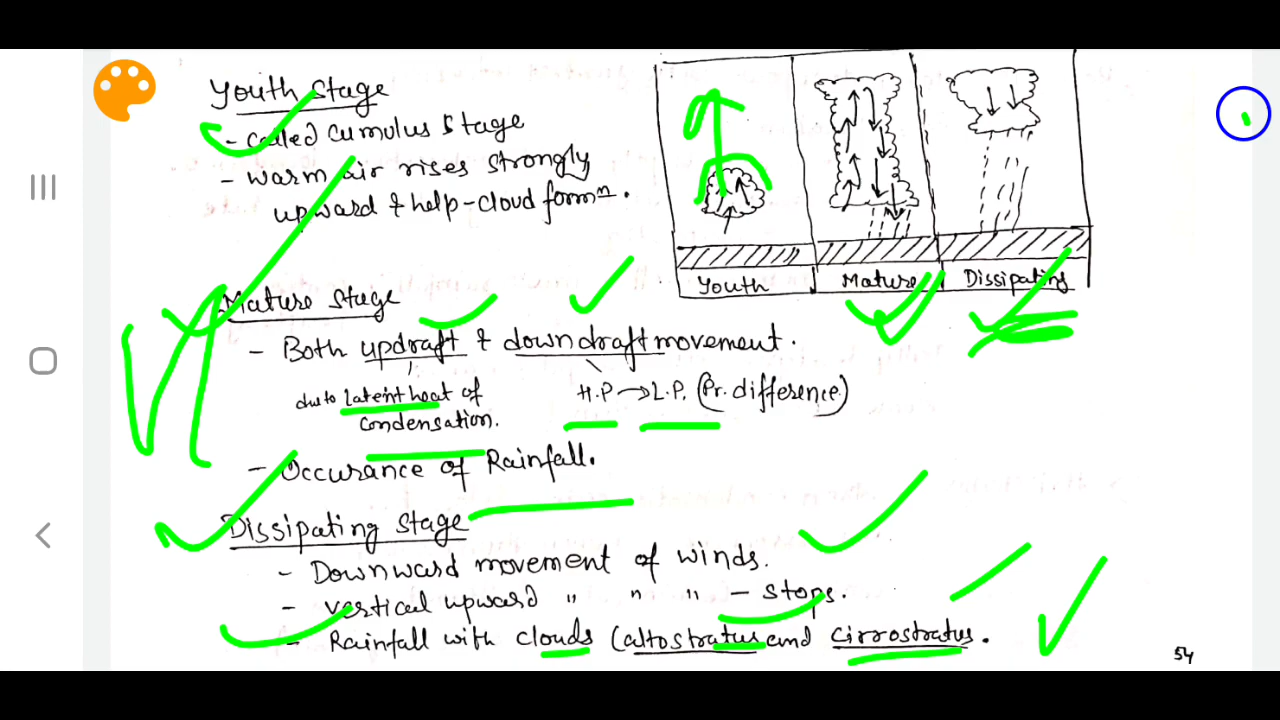 Youth Stage
- called cumulus stage
- warm air rises strongly
upward & help-cloud formⁿ.
Youth
Mature
Dissipating
Mature Stage
- Both updraft & downdraft movement.
due to latent heat of
condensation.
H.P → L.P. (Pr. difference)
- Occurance of Rainfall.
Dissipating Stage
- Downward movement of winds.
- vertical upward " " " - stops.
- Rainfall with clouds (altostratus and cirrostratus.
54